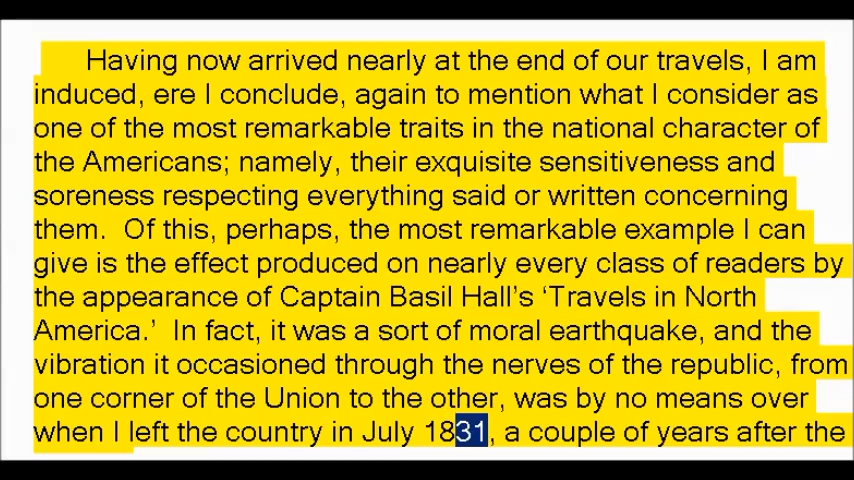 Having now arrived nearly at the end of our travels, I am
induced, ere I conclude, again to mention what I consider as
one of the most remarkable traits in the national character of
the Americans; namely, their exquisite sensitiveness and
soreness respecting everything said or written concerning
them. Of this, perhaps, the most remarkable example I can
give is the effect produced on nearly every class of readers by
the appearance of Captain Basil Hall’s ‘Travels in North
America.’ In fact, it was a sort of moral earthquake, and the
vibration it occasioned through the nerves of the republic, from
one corner of the Union to the other, was by no means over
when I left the country in July 1831, a couple of years after the